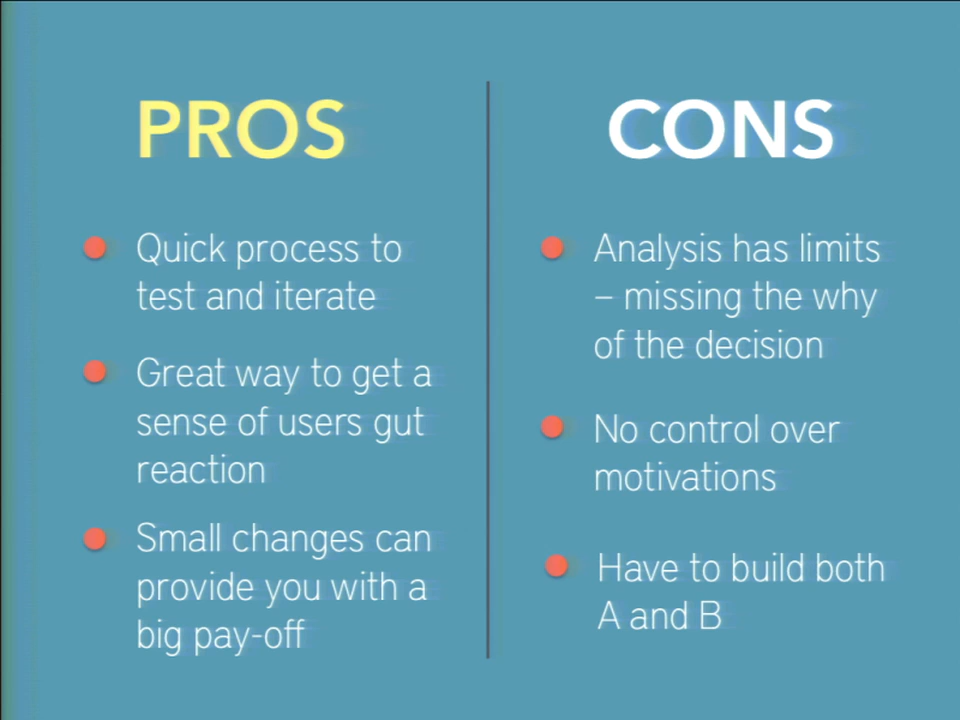 PROS
Quick process to
test and iterate
Great way to get a
sense of users gut
reaction
Small changes can
provide you with a
big pay-off
CONS
Analysis has limits
– missing the why
of the decision
No control over
motivations
Have to build both
A and B